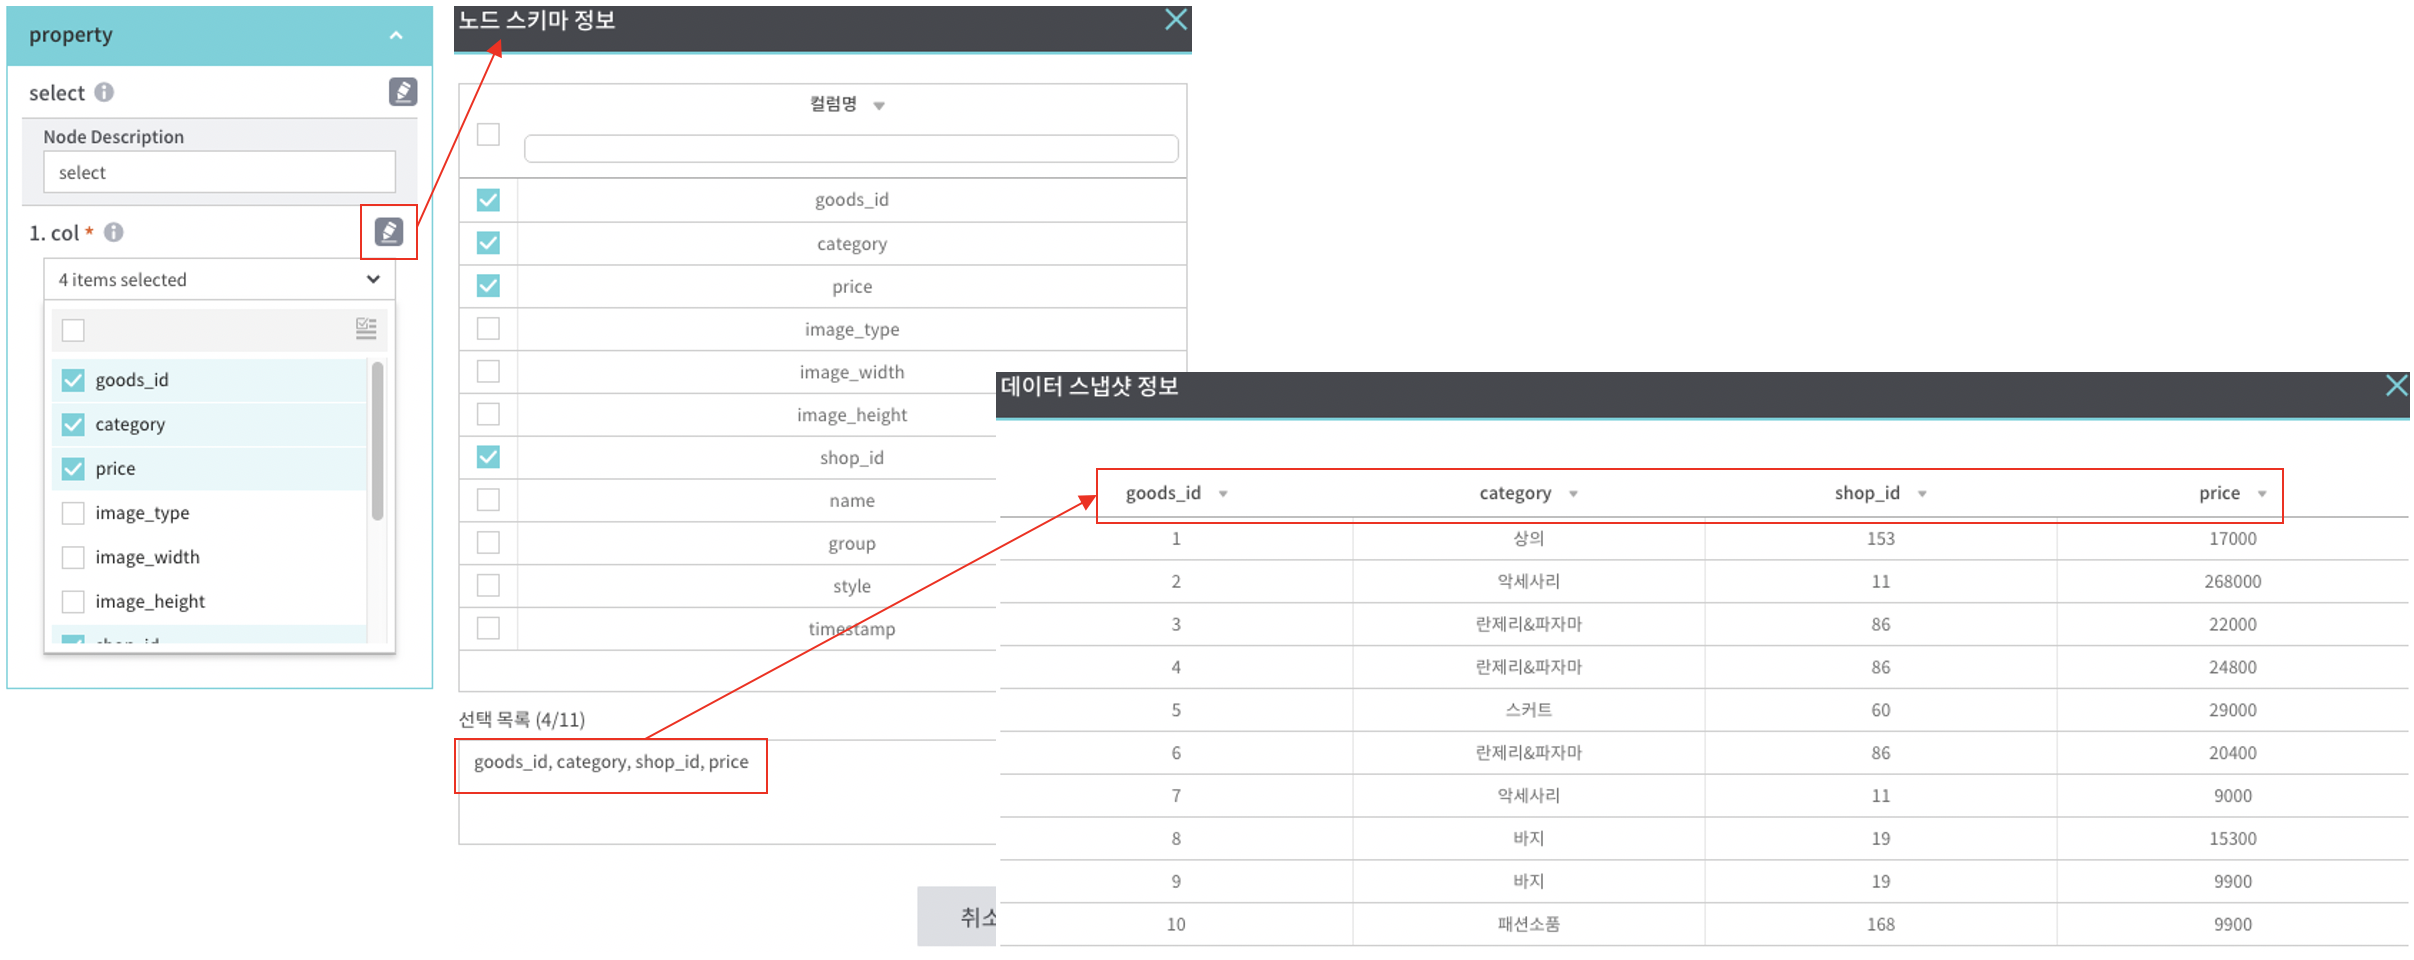 property
select
Node Description
select
1. col *
4 items selected
goods_id
category
price
image_type
image_width
image_height
shop_id
노드 스키마 정보
컬럼명
goods_id
category
price
image_type
image_width
image_height
shop_id
name
group
style
timestamp
선택 목록 (4/11)
goods_id, category, shop_id, price
취소
데이터 스냅샷 정보
goods_id category shop_id price
1 상의 153 17000
2 악세사리 11 268000
3 란제리&파자마 86 22000
4 란제리&파자마 86 24800
5 스커트 60 29000
6 란제리&파자마 86 20400
7 악세사리 11 9000
8 바지 19 15300
9 바지 19 9900
10 패션소품 168 9900